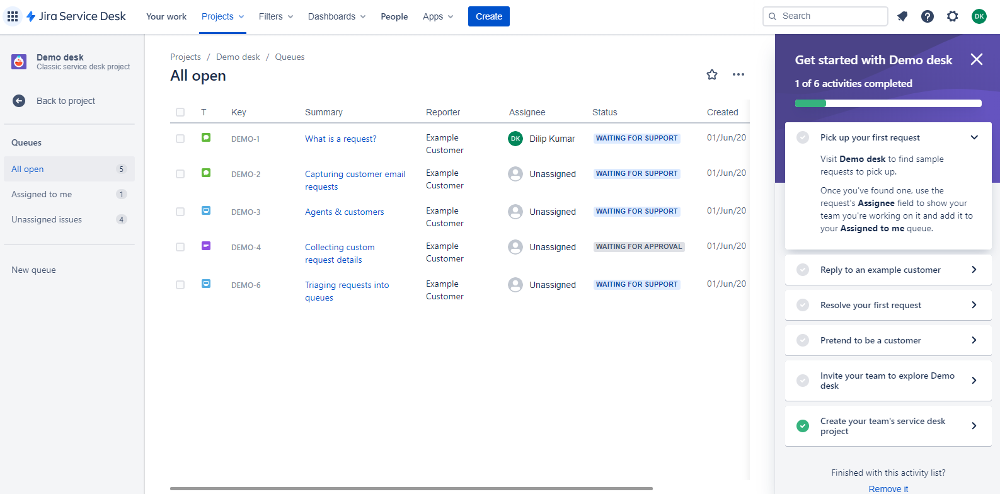 Jira Service Desk Your work Projects Filters Dashboards People Apps Create Search DK
Demo desk
Classic service desk project
Back to project
Queues
All open 5
Assigned to me 1
Unassigned issues 4
New queue
Projects / Demo desk / Queues
All open
T Key Summary Reporter Assignee Status Created
DEMO-1 What is a request? Example Customer DK Dilip Kumar WAITING FOR SUPPORT 01/Jun/20
DEMO-2 Capturing customer email requests Example Customer Unassigned WAITING FOR SUPPORT 01/Jun/20
DEMO-3 Agents & customers Example Customer Unassigned WAITING FOR SUPPORT 01/Jun/20
DEMO-4 Collecting custom request details Example Customer Unassigned WAITING FOR APPROVAL 01/Jun/20
DEMO-6 Triaging requests into queues Example Customer Unassigned WAITING FOR SUPPORT 01/Jun/20
Get started with Demo desk
1 of 6 activities completed
Pick up your first request
Visit Demo desk to find sample
requests to pick up.
Once you've found one, use the
request's Assignee field to show your
team you're working on it and add it to
your Assigned to me queue.
Reply to an example customer
Resolve your first request
Pretend to be a customer
Invite your team to explore Demo
desk
Create your team's service desk
project
Finished with this activity list?
Remove it